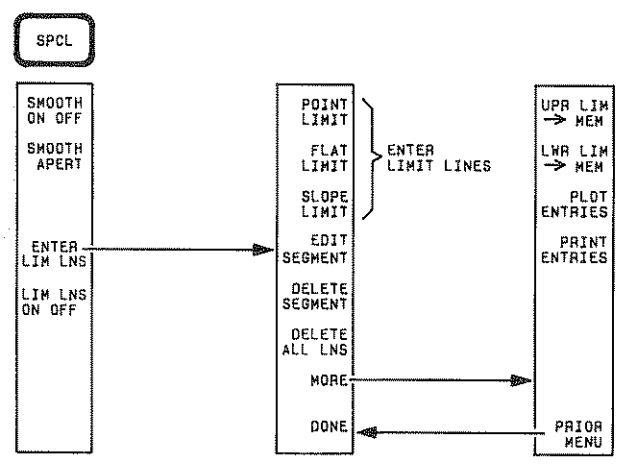 SPCL
SMOOTH
ON OFF
SMOOTH
APERT
ENTER
LIM LNS
LIM LNS
ON OFF
POINT
LIMIT
FLAT
LIMIT
SLOPE
LIMIT
ENTER
LIMIT LINES
EDIT
SEGMENT
DELETE
SEGMENT
DELETE
ALL LNS
MORE
DONE
UPR LIM
→ MEM
LWR LIM
→ MEM
PLOT
ENTRIES
PRINT
ENTRIES
PRIOR
MENU